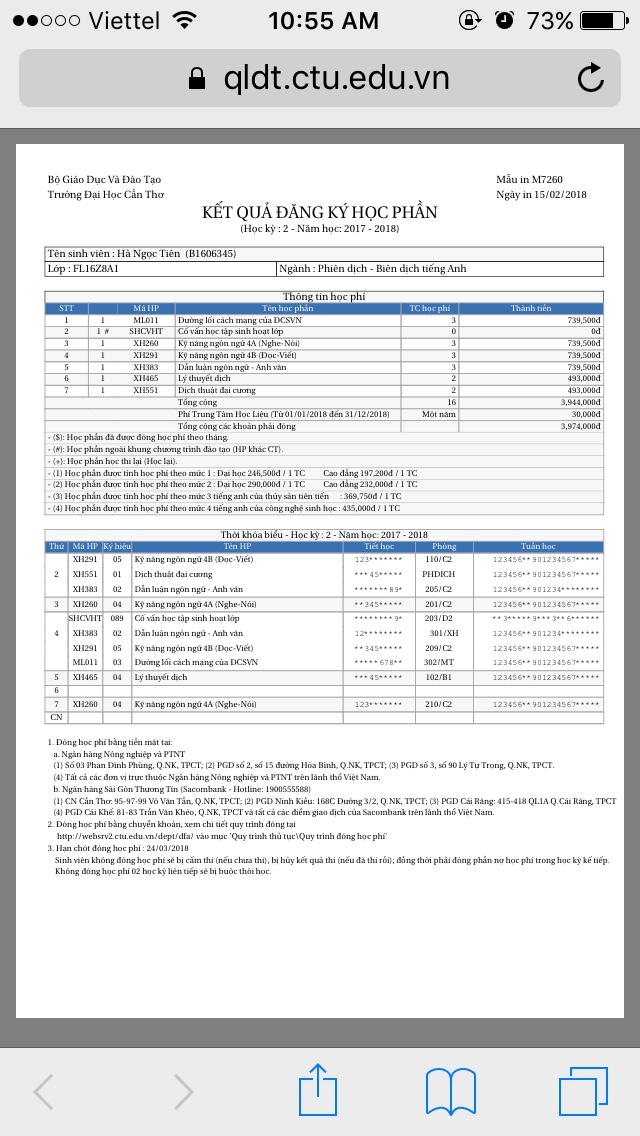 Viettel 10:55 AM 73%
qldt.ctu.edu.vn
Bộ Giáo Dục Và Đào Tạo Mẫu in M7260
Trường Đại Học Cần Thơ Ngày in 15/02/2018
KẾT QUẢ ĐĂNG KÝ HỌC PHẦN
(Học kỳ : 2 - Năm học: 2017 - 2018)
Tên sinh viên : Hà Ngọc Tiên (B1606345)
Lớp : FL16Z8A1 Ngành : Phiên dịch - Biên dịch tiếng Anh
Thông tin học phí
STT Mã HP Tên học phần TC học phí Thành tiền
1 1 ML011 Đường lối cách mạng của ĐCSVN 3 739,500đ
2 1 # SHCVHT Cố vấn học tập sinh hoạt lớp 0 0đ
3 1 XH260 Kỹ năng ngôn ngữ 4A (Nghe-Nói) 3 739,500đ
4 1 XH291 Kỹ năng ngôn ngữ 4B (Đọc-Viết) 3 739,500đ
5 1 XH383 Dẫn luận ngôn ngữ - Anh văn 3 739,500đ
6 1 XH465 Lý thuyết dịch 2 493,000đ
7 1 XH551 Dịch thuật đại cương 2 493,000đ
Tổng cộng 16 3,944,000đ
Phí Trung Tâm Học Liệu (Từ 01/01/2018 đến 31/12/2018) Một năm 30,000đ
Tổng cộng các khoản phải đóng 3,974,000đ
- ($): Học phần đã được đóng học phí theo tháng.
- (#): Học phần ngoài khung chương trình đào tạo (HP khác CT).
- (+): Học phần học thi lại (Học lại).
- (1) Học phần được tính học phí theo mức 1 : Đại học 246,500đ / 1 TC Cao đẳng 197,200đ / 1 TC
- (2) Học phần được tính học phí theo mức 2 : Đại học 290,000đ / 1 TC Cao đẳng 232,000đ / 1 TC
- (3) Học phần được tính học phí theo mức 3 tiếng anh của thủy sản tiên tiến : 369,750đ / 1 TC
- (4) Học phần được tính học phí theo mức 4 tiếng anh của công nghệ sinh học : 435,000đ / 1 TC
Thời khóa biểu - Học kỳ : 2 - Năm học: 2017 - 2018
Thứ Mã HP Ký hiệu Tên HP Tiết học Phòng Tuần học
XH291 05 Kỹ năng ngôn ngữ 4B (Đọc-Viết) 123******* 110/C2 123456**901234567*****
2 XH551 01 Dịch thuật đại cương ***45***** PHDICH 123456**901234567*****
XH383 02 Dẫn luận ngôn ngữ - Anh văn *******89* 205/C2 123456**901234********
3 XH260 04 Kỹ năng ngôn ngữ 4A (Nghe-Nói) **345***** 201/C2 123456**901234567*****
SHCVHT 089 Cố vấn học tập sinh hoạt lớp ********9* 203/D2 **3*****9***3**6******
4 XH383 02 Dẫn luận ngôn ngữ - Anh văn 12******** 301/XH 123456**901234********
XH291 05 Kỹ năng ngôn ngữ 4B (Đọc-Viết) **345***** 209/C2 123456**901234567*****
ML011 03 Đường lối cách mạng của ĐCSVN *****678** 302/MT 123456**901234567*****
5 XH465 04 Lý thuyết dịch ***45***** 102/B1 123456**901234567*****
6
7 XH260 04 Kỹ năng ngôn ngữ 4A (Nghe-Nói) 123******* 210/C2 123456**901234567*****
CN
1. Đóng học phí bằng tiền mặt tại:
a. Ngân hàng Nông nghiệp và PTNT
(1) Số 03 Phan Đình Phùng, Q.NK, TPCT; (2) PGD số 2, số 15 đường Hòa Bình, Q.NK, TPCT; (3) PGD số 3, số 90 Lý Tự Trọng, Q.NK, TPCT.
(4) Tất cả các đơn vị trực thuộc Ngân hàng Nông nghiệp và PTNT trên lãnh thổ Việt Nam.
b. Ngân hàng Sài Gòn Thương Tín (Sacombank - Hotline: 1900555588)
(1) CN Cần Thơ: 95-97-99 Võ Văn Tần, Q.NK, TPCT; (2) PGD Ninh Kiều: 168C Đường 3/2, Q.NK, TPCT; (3) PGD Cái Răng: 415-418 QL1A Q.Cái Răng, TPCT
(4) PGD Cái Khế: 81-83 Trần Văn Khéo, Q.NK, TPCT và tất cả các điểm giao dịch của Sacombank trên lãnh thổ Việt Nam.
2. Đóng học phí bằng chuyển khoản, xem chi tiết quy trình đóng tại
http://websrv2.ctu.edu.vn/dept/dfa/ vào mục 'Quy trình thủ tục\Quy trình đóng học phí'
3. Hạn chót đóng học phí : 24/03/2018
Sinh viên không đóng học phí sẽ bị cấm thi (nếu chưa thi), bị hủy kết quả thi (nếu đã thi rồi); đồng thời phải đóng phần nợ học phí trong học kỳ kế tiếp.
Không đóng học phí 02 học kỳ liên tiếp sẽ bị buộc thôi học.